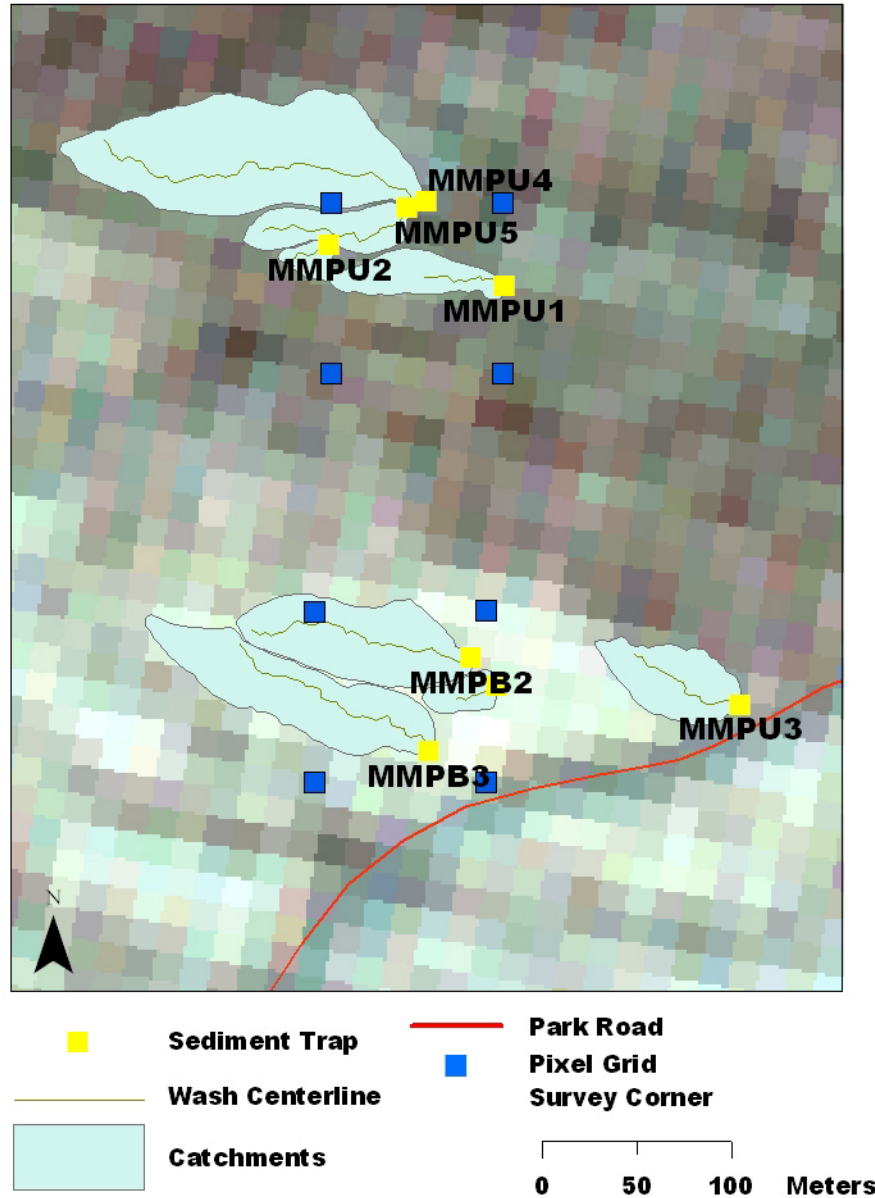 MMPU4
MMPU5
MMPU2
MMPU1
MMPB2
MMPU3
MMPB3
N
Sediment Trap
Park Road
Pixel Grid
Survey Corner
Wash Centerline
Catchments
0 50 100 Meters